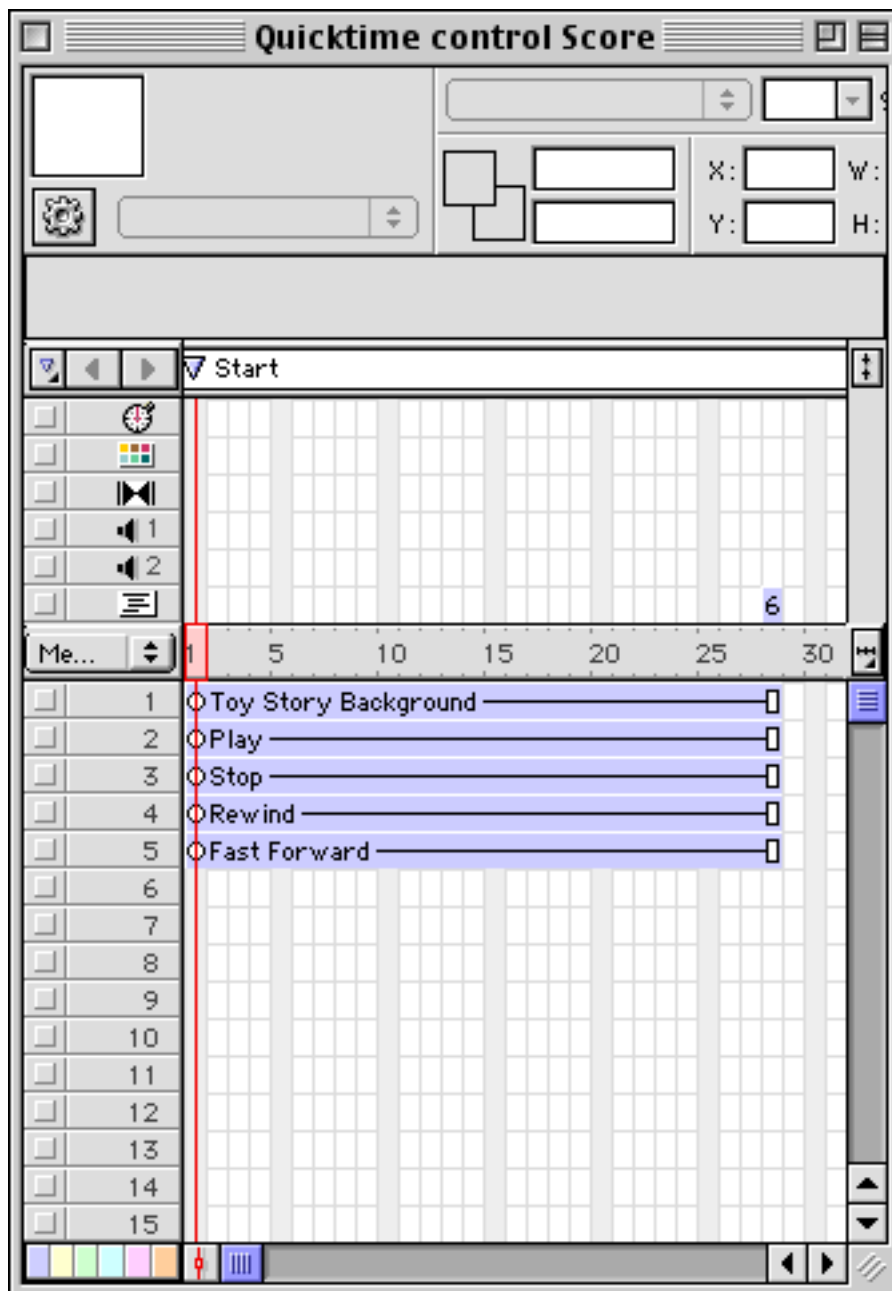 Quicktime control Score
X: W:
Y: H:
Start
1
2
6
Me... 1 5 10 15 20 25 30
1 Toy Story Background
2 Play
3 Stop
4 Rewind
5 Fast Forward
6
7
8
9
10
11
12
13
14
15